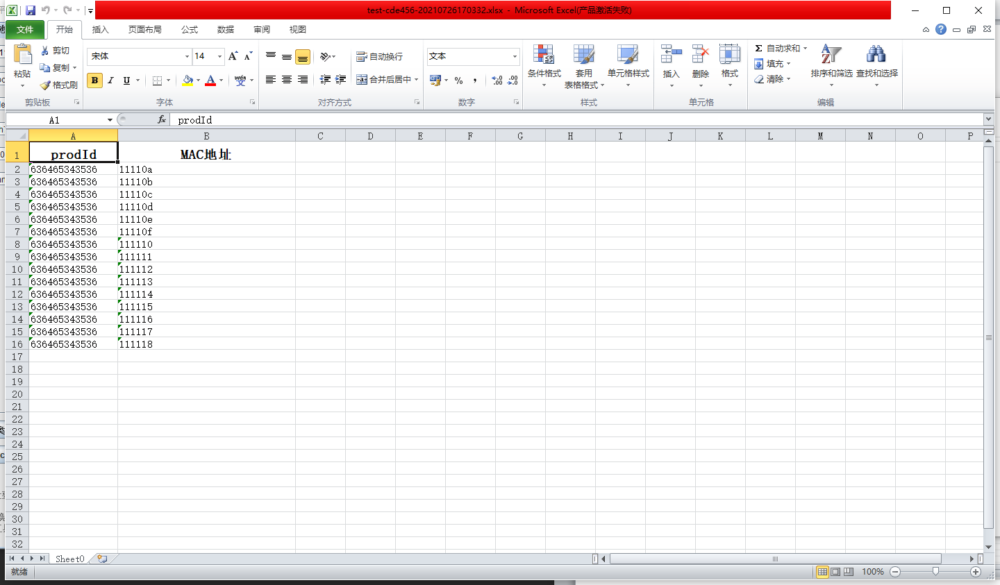 test-cde456-20210726170332.xlsx - Microsoft Excel(产品激活失败)
文件 开始 插入 页面布局 公式 数据 审阅 视图
粘贴 剪切 复制 格式刷
宋体 14
B I U
自动换行
合并后居中
文本
条件格式 套用表格格式 单元格样式
插入 删除 格式
Σ 自动求和
填充
清除
排序和筛选 查找和选择
剪贴板 字体 对齐方式 数字 样式 单元格 编辑
A1 fx prodId
A B C D E F G H I J K L M N O P
1 prodId MAC地址
2 636465343536 11110a
3 636465343536 11110b
4 636465343536 11110c
5 636465343536 11110d
6 636465343536 11110e
7 636465343536 11110f
8 636465343536 111110
9 636465343536 111111
10 636465343536 111112
11 636465343536 111113
12 636465343536 111114
13 636465343536 111115
14 636465343536 111116
15 636465343536 111117
16 636465343536 111118
17
18
19
20
21
22
23
24
25
26
27
28
29
30
31
32
Sheet0
就绪 100%